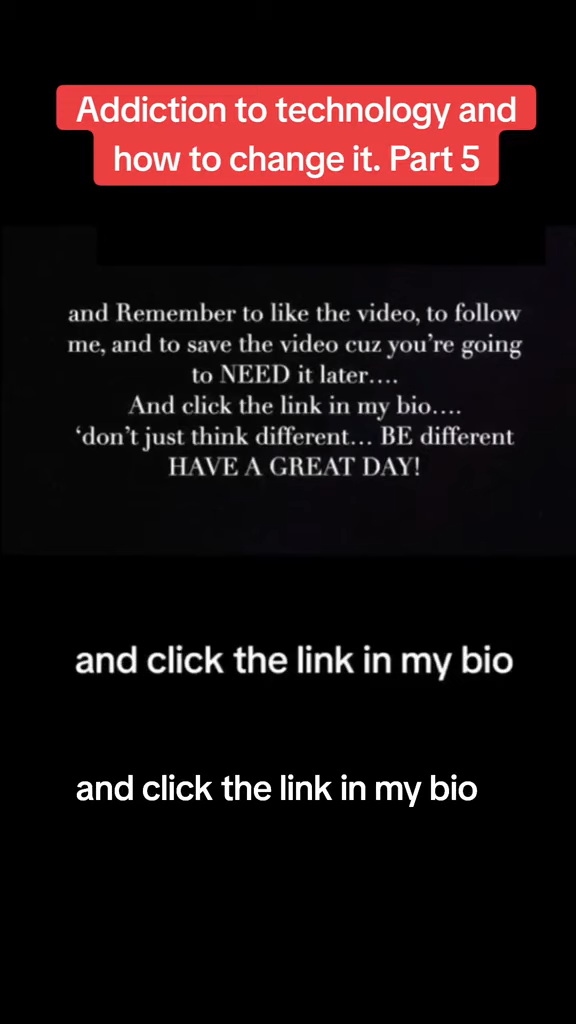 Addiction to technology and
how to change it. Part 5
and Remember to like the video, to follow
me, and to save the video cuz you're going
to NEED it later....
And click the link in my bio....
‘don't just think different... BE different
HAVE A GREAT DAY!
and click the link in my bio
and click the link in my bio